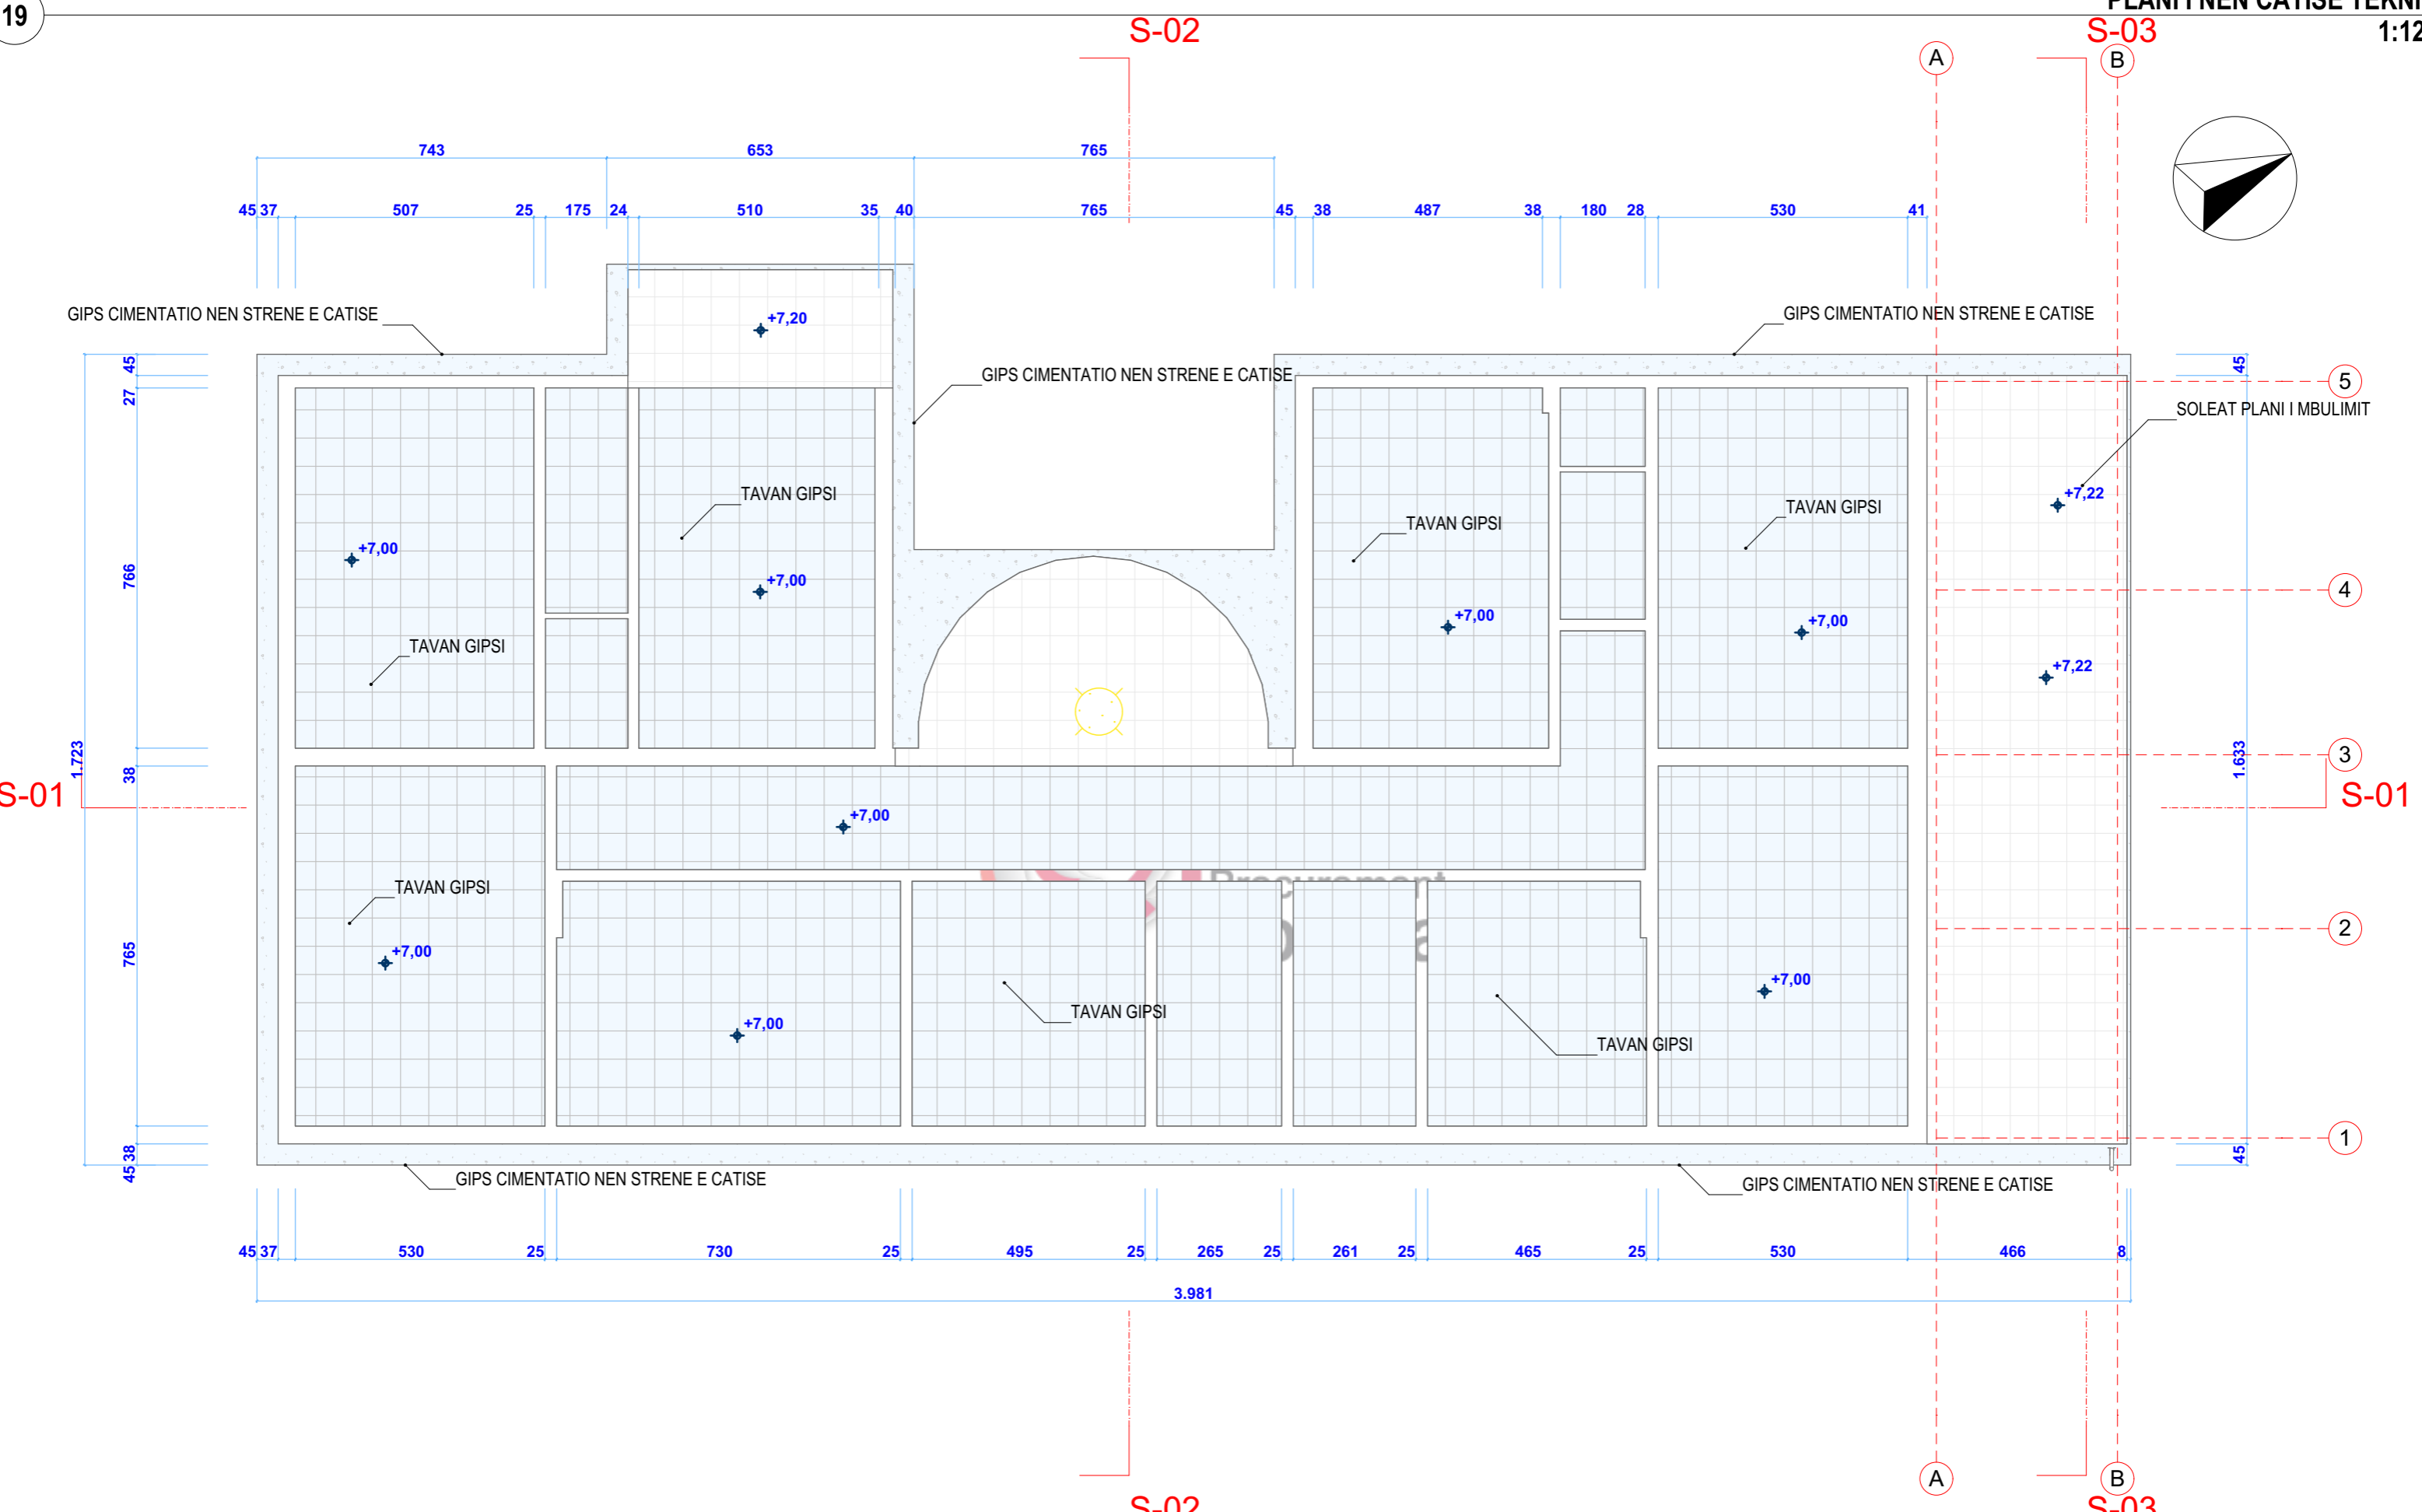 19
PLANI I NEN CATISE TEKNI
1:12
S-02
S-03
A
B
743
653
765
45
37
507
25
175
24
510
35
40
765
45
38
487
38
180
28
530
41
GIPS CIMENTATIO NEN STRENE E CATISE
+7,20
GIPS CIMENTATIO NEN STRENE E CATISE
GIPS CIMENTATIO NEN STRENE E CATISE
45
27
766
38
765
38
45
1.723
45
1.633
45
5
SOLEAT PLANI I MBULIMIT
TAVAN GIPSI
+7,22
TAVAN GIPSI
TAVAN GIPSI
+7,00
+7,00
4
+7,00
+7,00
TAVAN GIPSI
+7,22
3
S-01
S-01
+7,00
Procurement
TAVAN GIPSI
2
+7,00
+7,00
TAVAN GIPSI
+7,00
TAVAN GIPSI
1
GIPS CIMENTATIO NEN STRENE E CATISE
GIPS CIMENTATIO NEN STRENE E CATISE
45
37
530
25
730
25
495
25
265
25
261
25
465
25
530
466
8
3.981
A
B
S-02
S-03